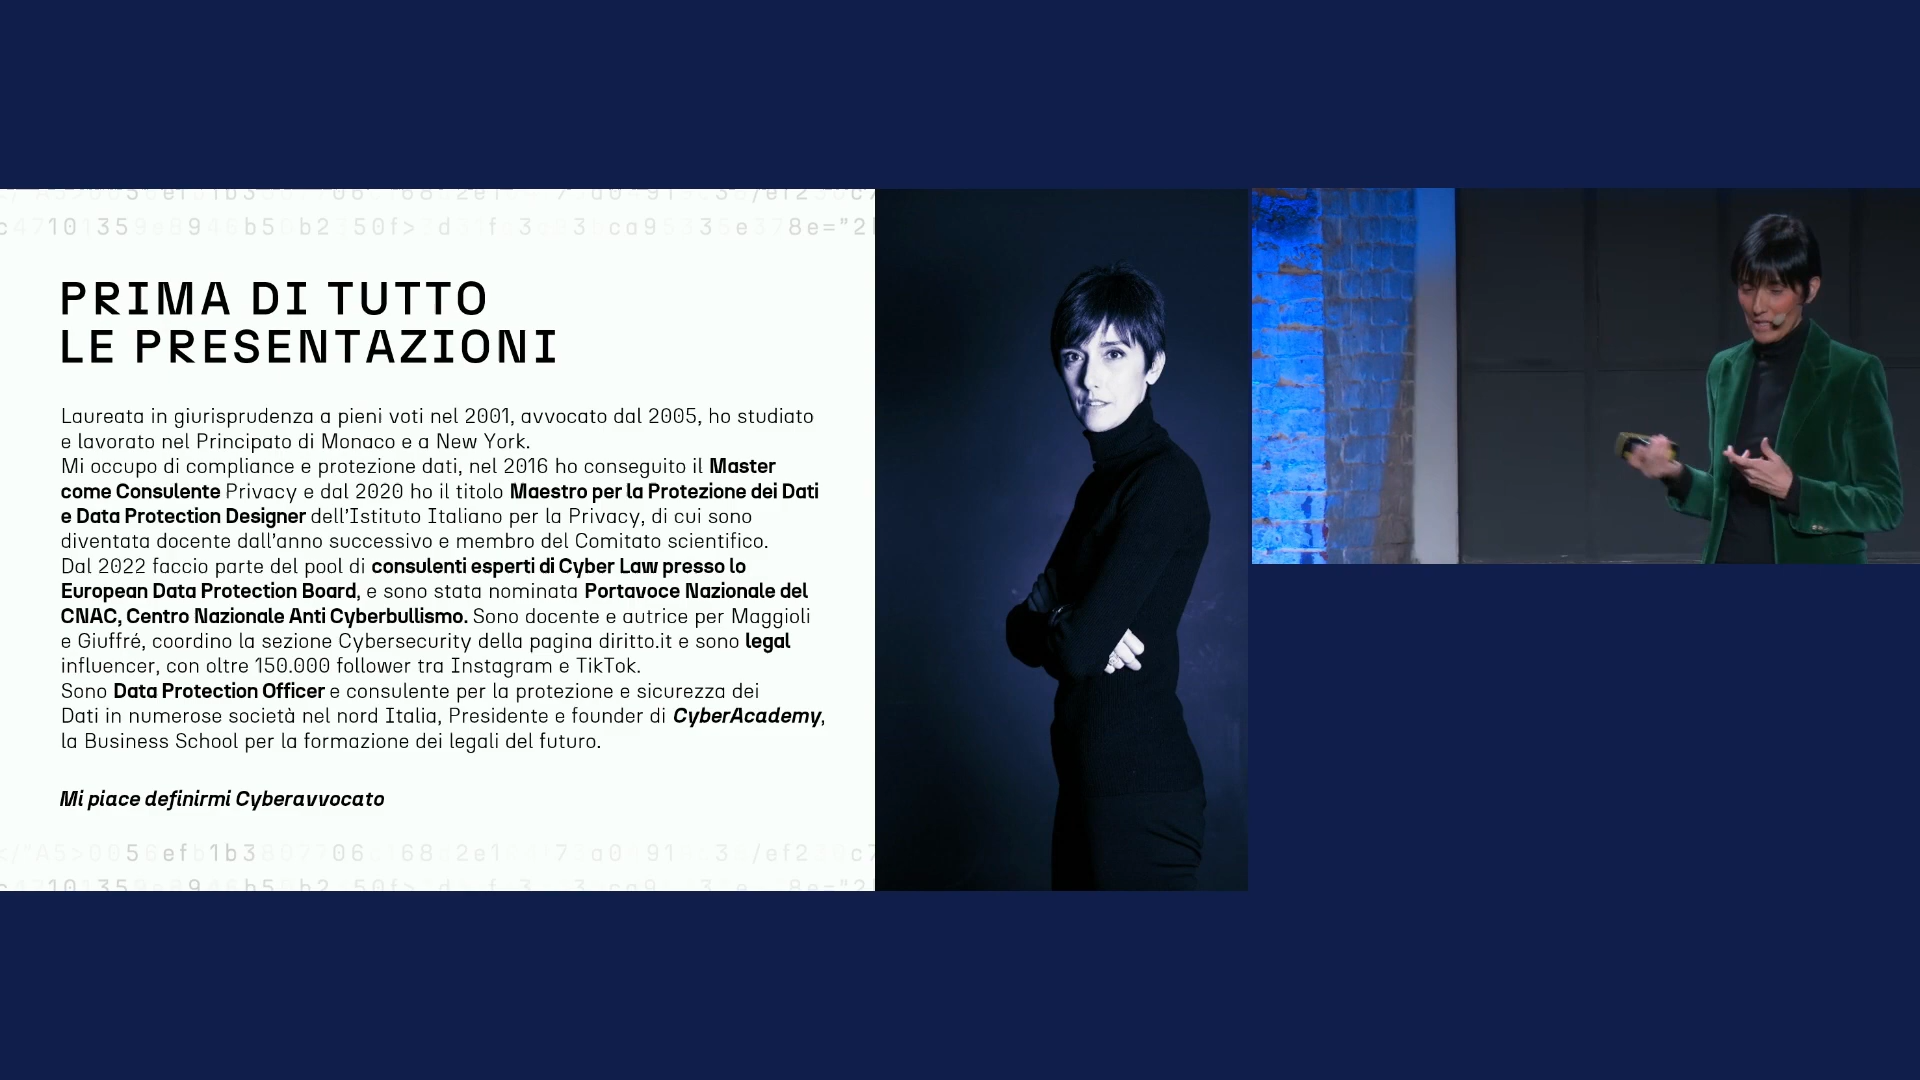 PRIMA DI TUTTO
LE PRESENTAZIONI
Laureata in giurisprudenza a pieni voti nel 2001, avvocato dal 2005, ho studiato
e lavorato nel Principato di Monaco e a New York.
Mi occupo di compliance e protezione dati, nel 2016 ho conseguito il Master
come Consulente Privacy e dal 2020 ho il titolo Maestro per la Protezione dei Dati
e Data Protection Designer dell'Istituto Italiano per la Privacy, di cui sono
diventata docente dall'anno successivo e membro del Comitato scientifico.
Dal 2022 faccio parte del pool di consulenti esperti di Cyber Law presso lo
European Data Protection Board, e sono stata nominata Portavoce Nazionale del
CNAC, Centro Nazionale Anti Cyberbullismo. Sono docente e autrice per Maggioli
e Giuffré, coordino la sezione Cybersecurity della pagina diritto.it e sono legal
influencer, con oltre 150.000 follower tra Instagram e TikTok.
Sono Data Protection Officer e consulente per la protezione e sicurezza dei
Dati in numerose società nel nord Italia, Presidente e founder di CyberAcademy,
la Business School per la formazione dei legali del futuro.
Mi piace definirmi Cyberavvocato